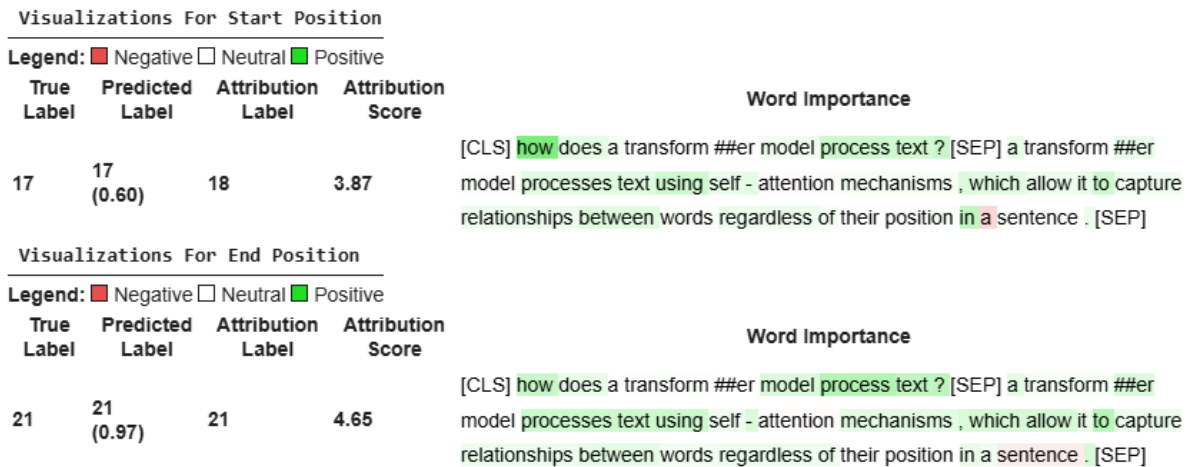 Visualizations For Start Position
Legend: Negative Neutral Positive
True Label Predicted Label Attribution Label Attribution Score Word Importance
17 17 (0.60) 18 3.87
[CLS] how does a transform ##er model process text ? [SEP] a transform ##er
model processes text using self - attention mechanisms , which allow it to capture
relationships between words regardless of their position in a sentence . [SEP]
Visualizations For End Position
Legend: Negative Neutral Positive
True Label Predicted Label Attribution Label Attribution Score Word Importance
21 21 (0.97) 21 4.65
[CLS] how does a transform ##er model process text ? [SEP] a transform ##er
model processes text using self - attention mechanisms , which allow it to capture
relationships between words regardless of their position in a sentence . [SEP]